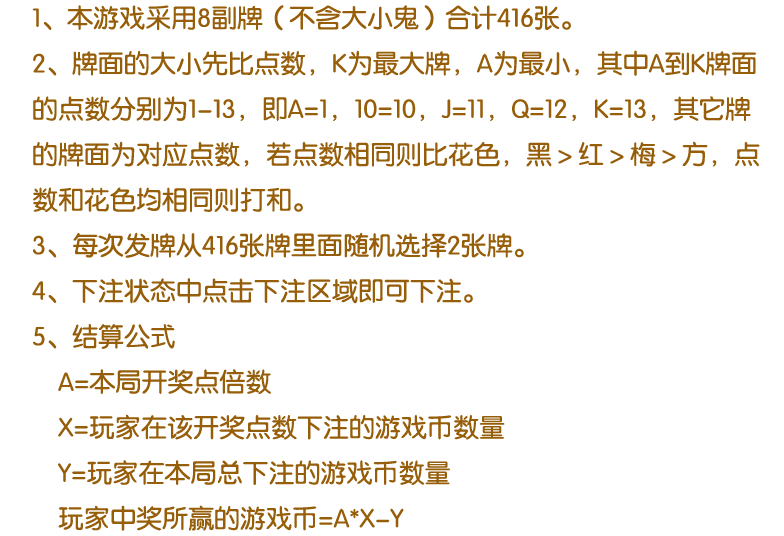 1、本游戏采用8副牌（不含大小鬼）合计416张。
2、牌面的大小先比点数，K为最大牌，A为最小，其中A到K牌面
的点数分别为1-13，即A=1，10=10，J=11，Q=12，K=13，其它牌
的牌面为对应点数，若点数相同则比花色，黑＞红＞梅＞方，点
数和花色均相同则打和。
3、每次发牌从416张牌里面随机选择2张牌。
4、下注状态中点击下注区域即可下注。
5、结算公式
A=本局开奖点倍数
X=玩家在该开奖点数下注的游戏币数量
Y=玩家在本局总下注的游戏币数量
玩家中奖所赢的游戏币=A*X-Y